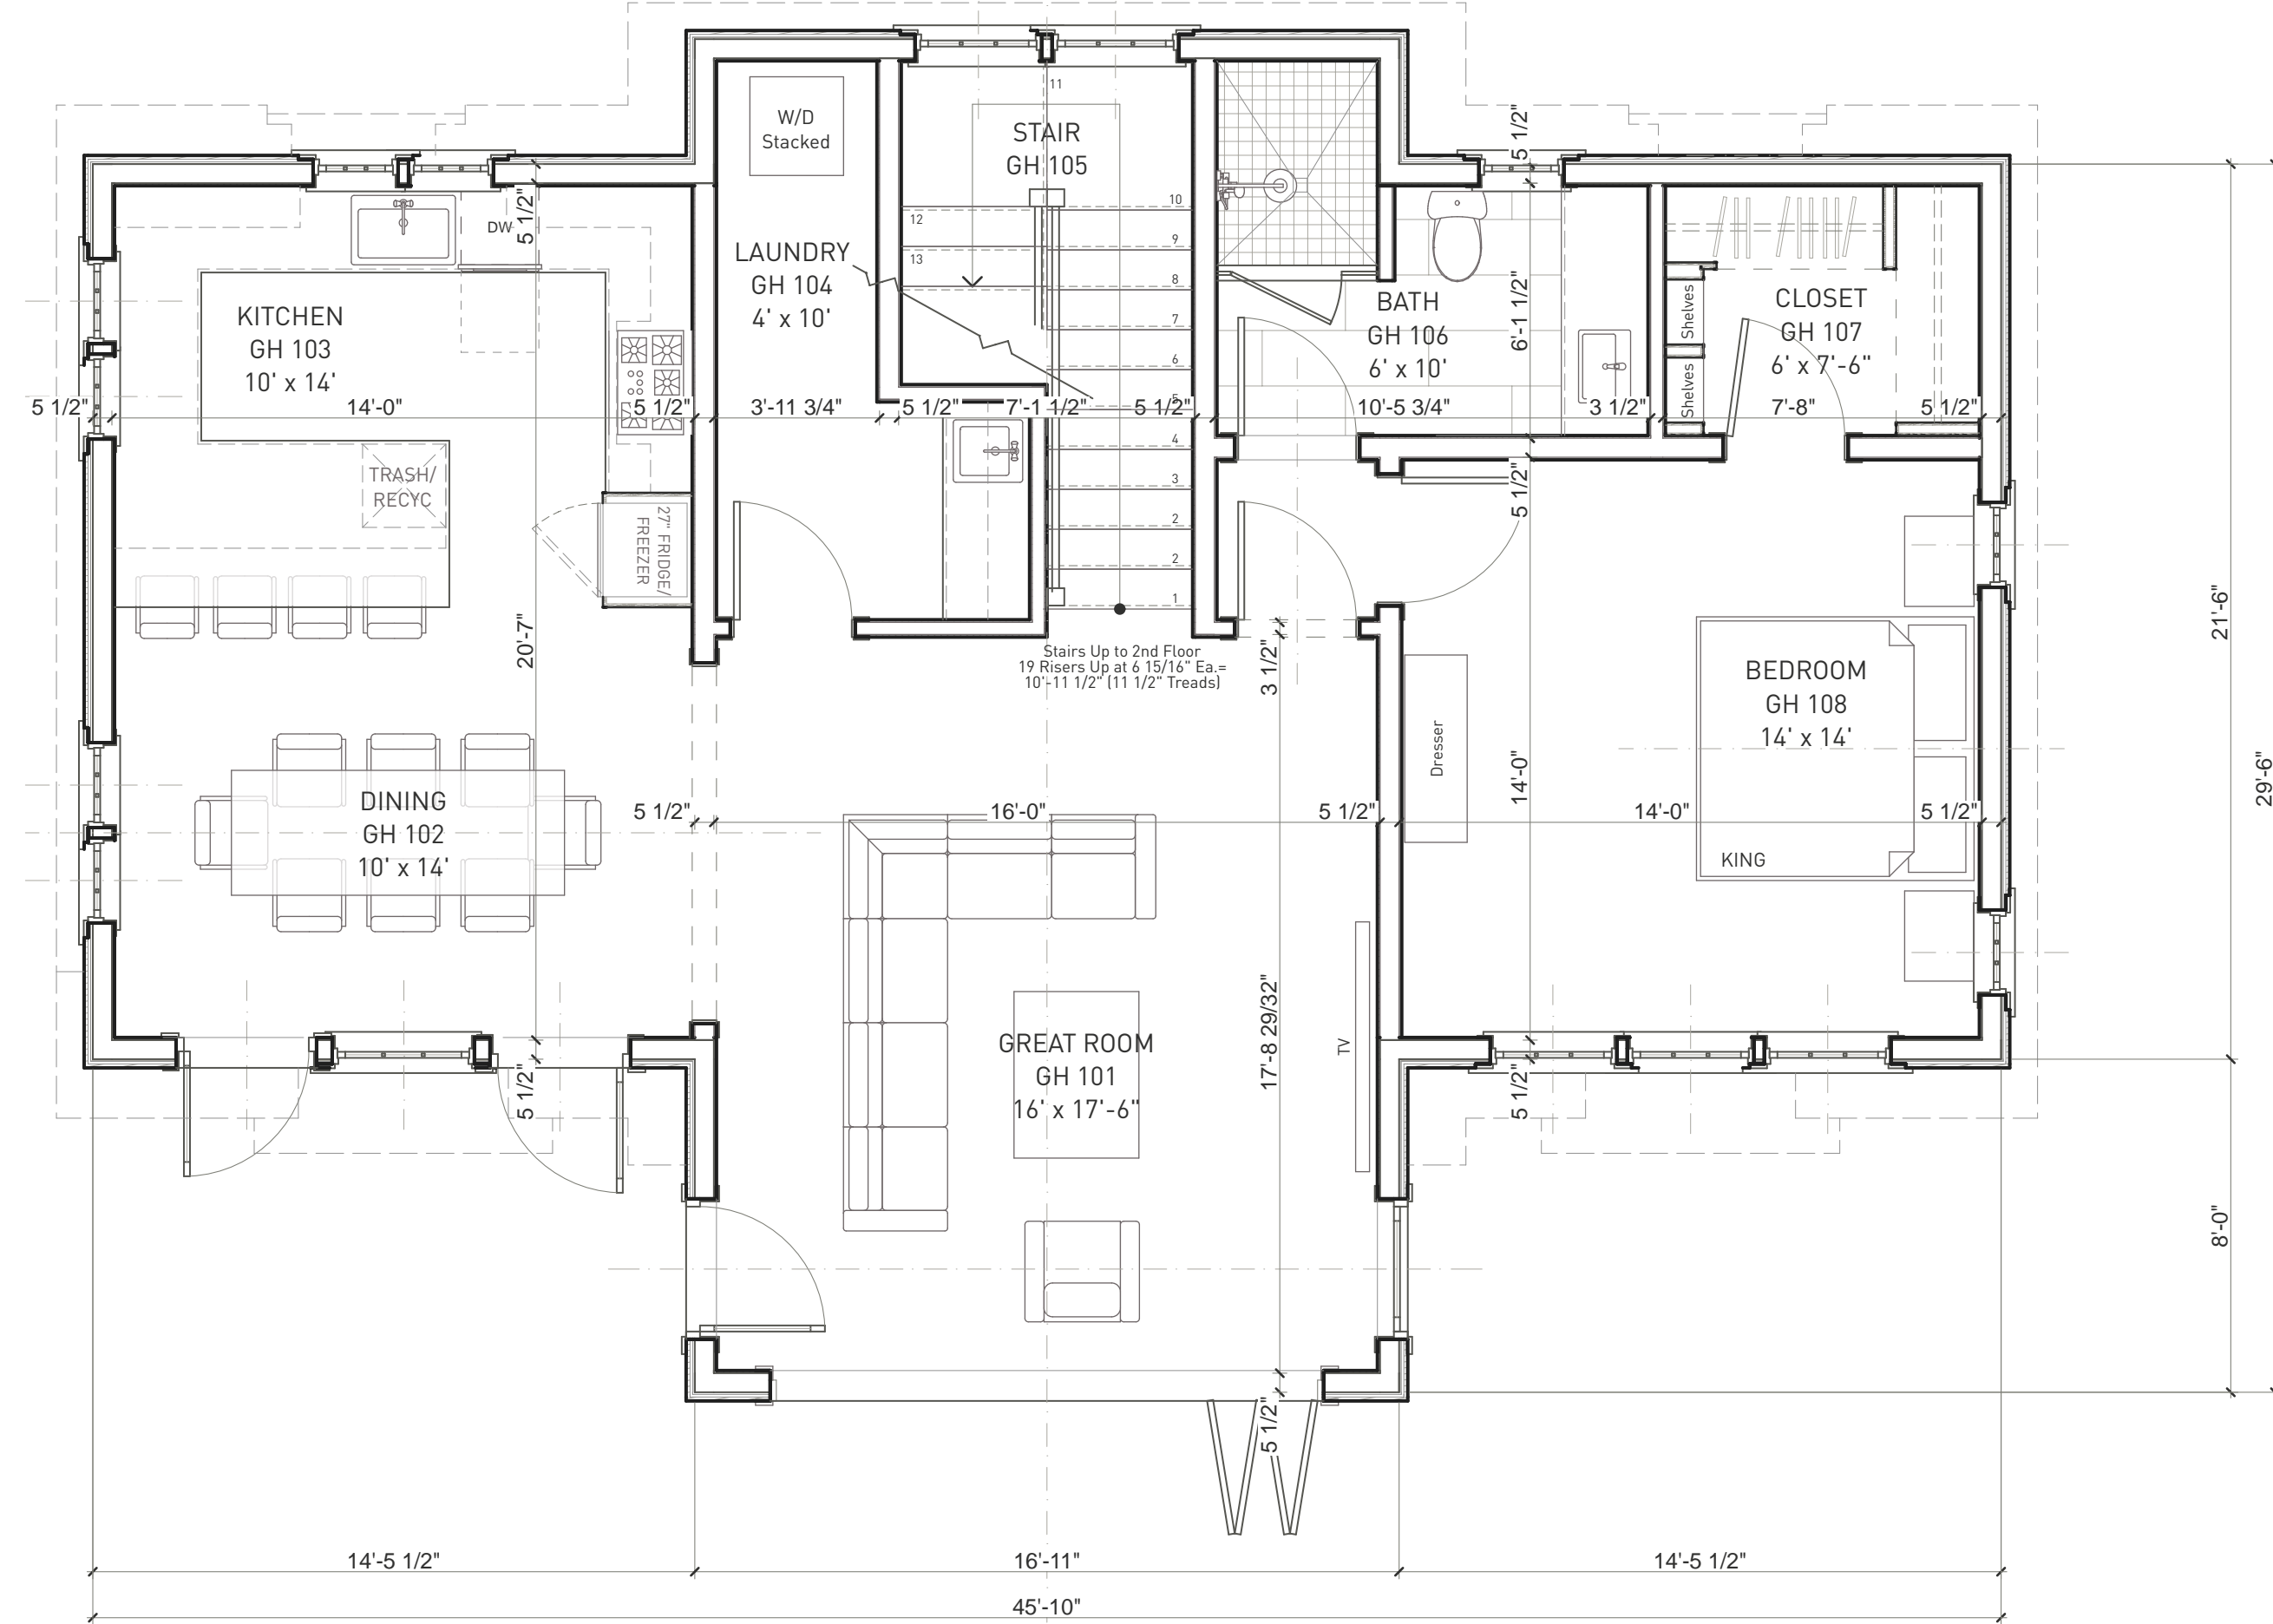 W/D
Stacked
11
STAIR
GH 105
5 1/2"
DW
5 1/2"
12
13
10
9
8
7
6
5
4
3
2
2
1
LAUNDRY
GH 104
4' x 10'
KITCHEN
GH 103
10' x 14'
BATH
GH 106
6' x 10'
6'-1 1/2"
Shelves
Shelves
CLOSET
GH 107
6' x 7'-6"
5 1/2"
14'-0"
5 1/2"
3'-11 3/4"
5 1/2"
7'-1 1/2"
5 1/2"
10'-5 3/4"
3 1/2"
7'-8"
5 1/2"
TRASH/
RECYC
27" FRIDGE/
FREEZER
5 1/2"
20'-7"
21'-6"
Stairs Up to 2nd Floor
19 Risers Up at 6 15/16" Ea.=
10'-11 1/2" (11 1/2" Treads)
3 1/2"
BEDROOM
GH 108
14' x 14'
Dresser
14'-0"
29'-6"
DINING
GH 102
10' x 14'
5 1/2"
16'-0"
5 1/2"
14'-0"
5 1/2"
KING
17'-8 29/32"
TV
GREAT ROOM
GH 101
16' x 17'-6"
5 1/2"
5 1/2"
8'-0"
5 1/2"
14'-5 1/2"
16'-11"
14'-5 1/2"
45'-10"